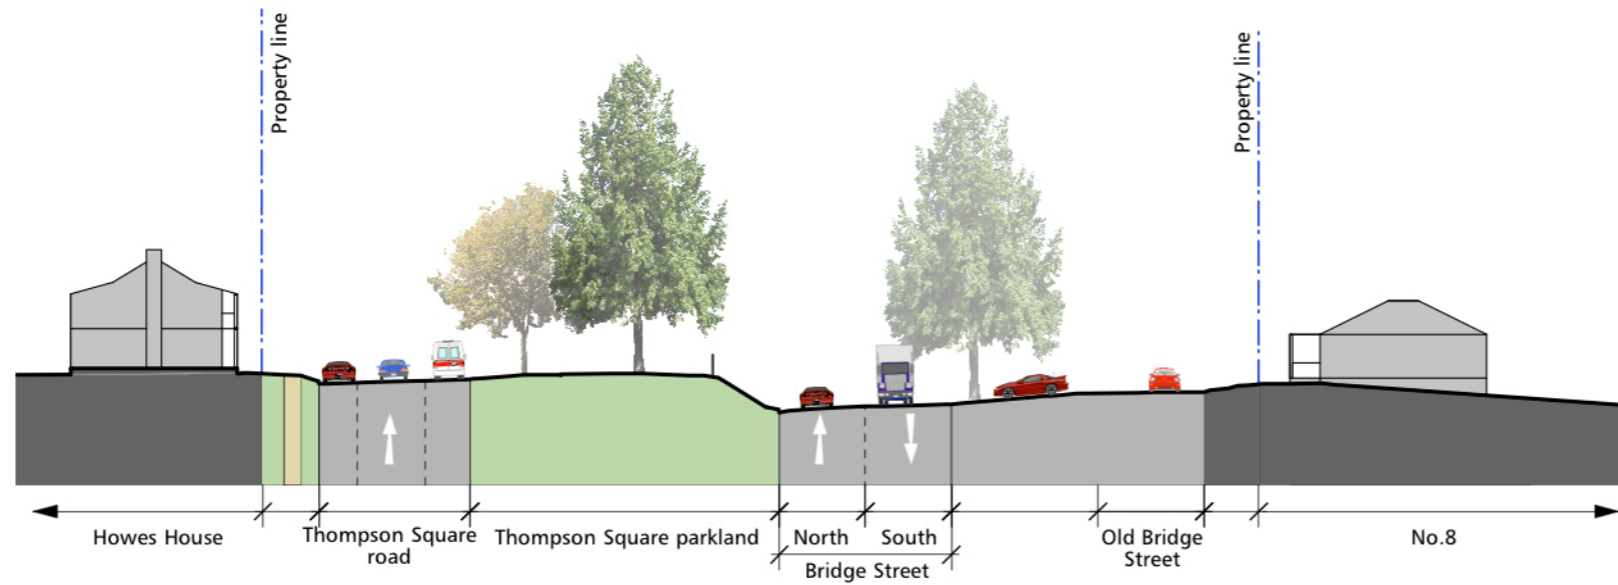 Property line
Property line
Howes House
Thompson Square
road
Thompson Square parkland
North
South
Bridge Street
Old Bridge
Street
No.8